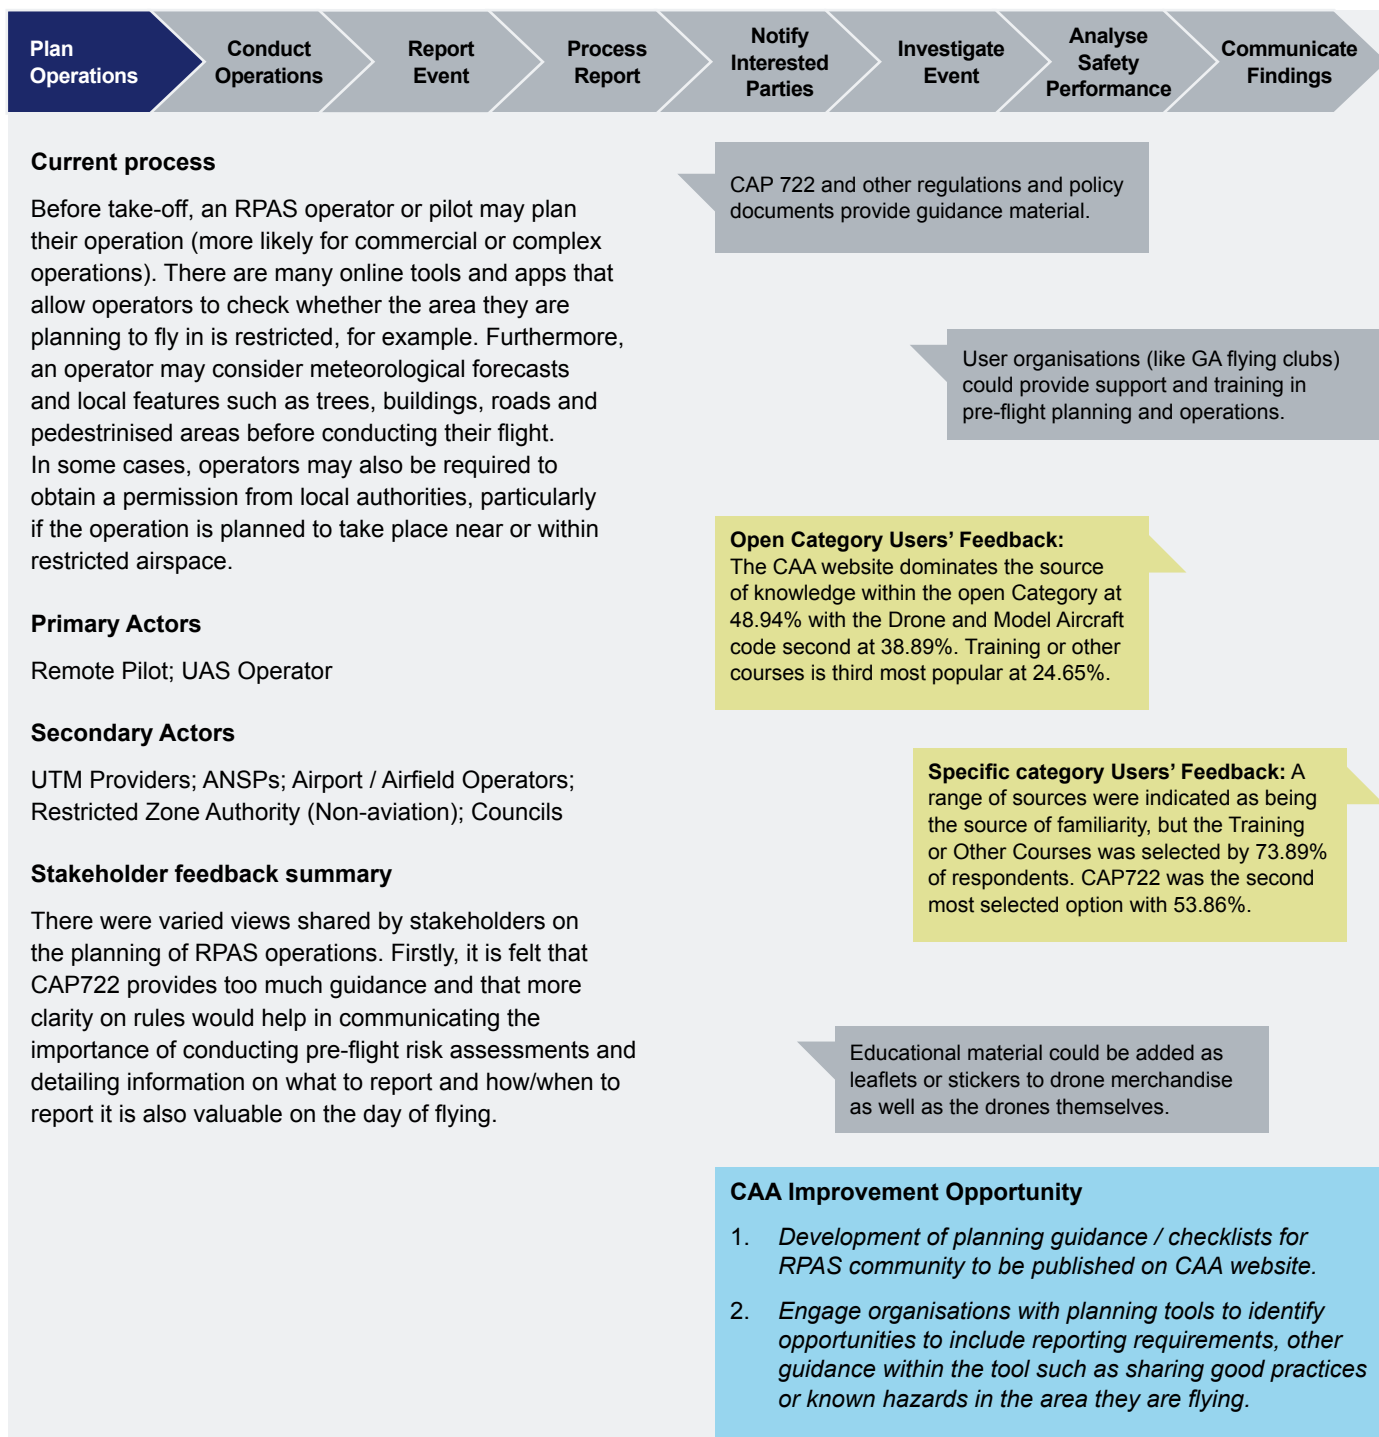 Plan
Operations
Conduct
Operations
Report
Event
Process
Report
Notify
Interested
Parties
Investigate
Event
Analyse
Safety
Performance
Communicate
Findings
Current process
Before take-off, an RPAS operator or pilot may plan
their operation (more likely for commercial or complex
operations). There are many online tools and apps that
allow operators to check whether the area they are
planning to fly in is restricted, for example. Furthermore,
an operator may consider meteorological forecasts
and local features such as trees, buildings, roads and
pedestrinised areas before conducting their flight.
In some cases, operators may also be required to
obtain a permission from local authorities, particularly
if the operation is planned to take place near or within
restricted airspace.
Primary Actors
Remote Pilot; UAS Operator
Secondary Actors
UTM Providers; ANSPs; Airport / Airfield Operators;
Restricted Zone Authority (Non-aviation); Councils
Stakeholder feedback summary
There were varied views shared by stakeholders on
the planning of RPAS operations. Firstly, it is felt that
CAP722 provides too much guidance and that more
clarity on rules would help in communicating the
importance of conducting pre-flight risk assessments and
detailing information on what to report and how/when to
report it is also valuable on the day of flying.
CAP 722 and other regulations and policy
documents provide guidance material.
User organisations (like GA flying clubs)
could provide support and training in
pre-flight planning and operations.
Open Category Users’ Feedback:
The CAA website dominates the source
of knowledge within the open Category at
48.94% with the Drone and Model Aircraft
code second at 38.89%. Training or other
courses is third most popular at 24.65%.
Specific category Users’ Feedback: A
range of sources were indicated as being
the source of familiarity, but the Training
or Other Courses was selected by 73.89%
of respondents. CAP722 was the second
most selected option with 53.86%.
Educational material could be added as
leaflets or stickers to drone merchandise
as well as the drones themselves.
CAA Improvement Opportunity
1. Development of planning guidance / checklists for
RPAS community to be published on CAA website.
2. Engage organisations with planning tools to identify
opportunities to include reporting requirements, other
guidance within the tool such as sharing good practices
or known hazards in the area they are flying.